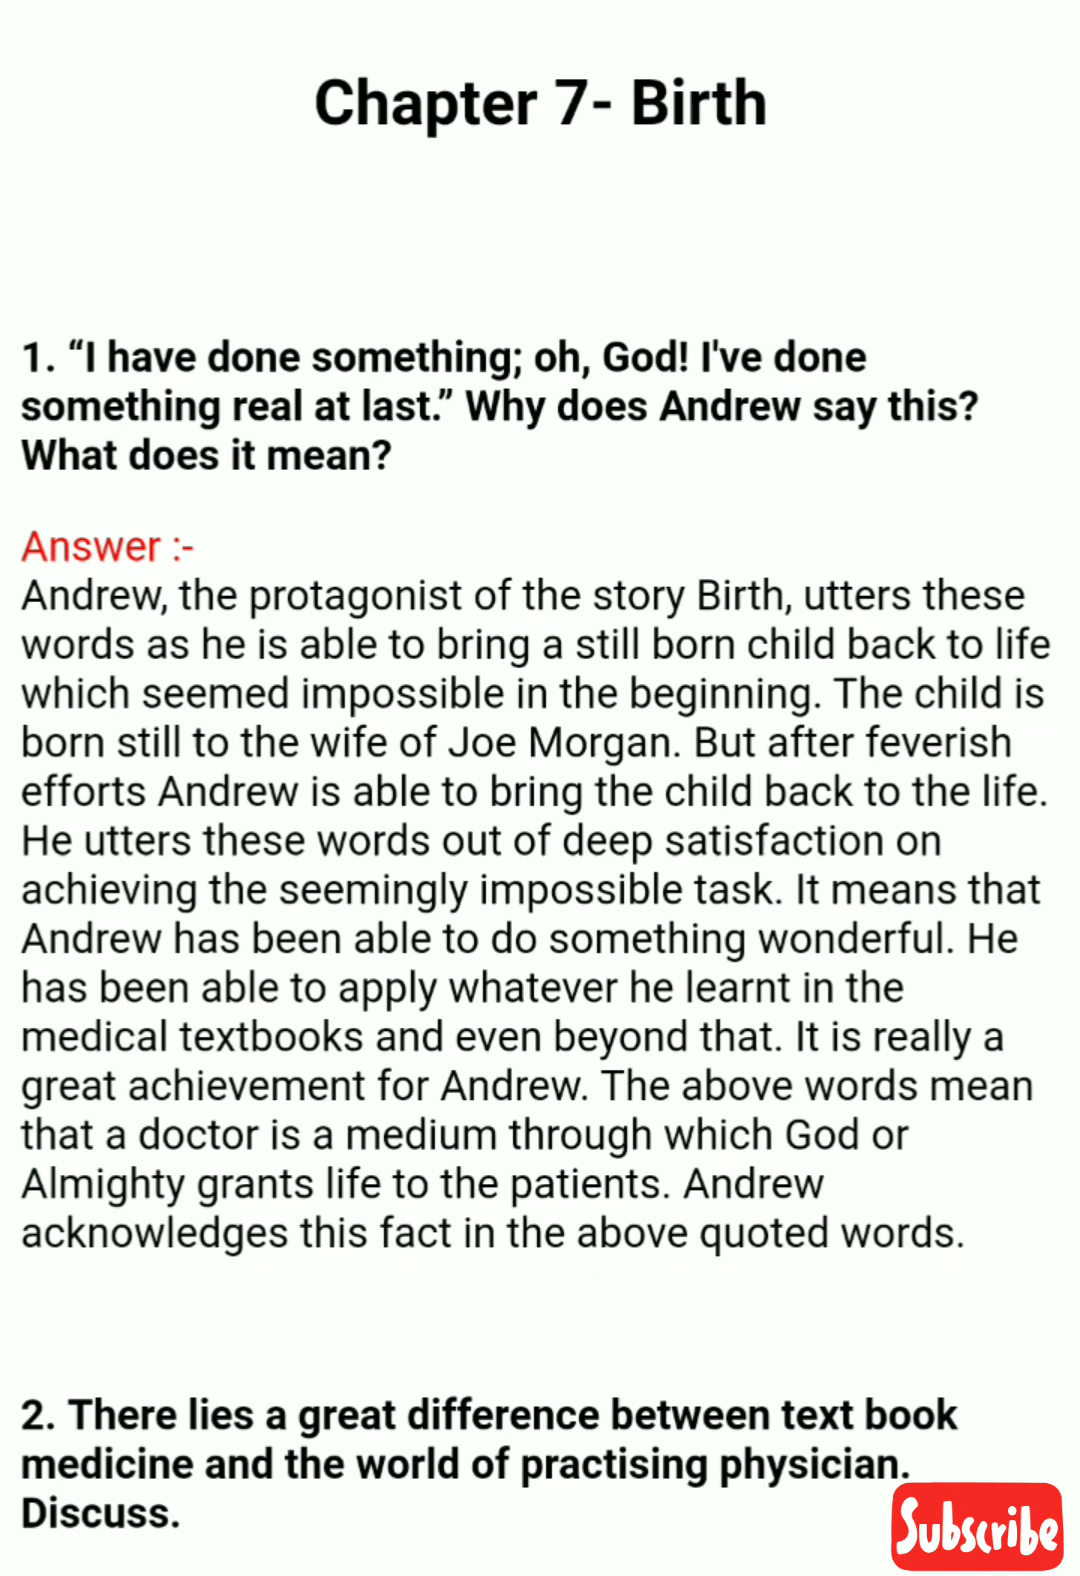 Chapter 7- Birth
1. “I have done something; oh, God! I've done
something real at last.” Why does Andrew say this?
What does it mean?
Answer :-
Andrew, the protagonist of the story Birth, utters these
words as he is able to bring a still born child back to life
which seemed impossible in the beginning. The child is
born still to the wife of Joe Morgan. But after feverish
efforts Andrew is able to bring the child back to the life.
He utters these words out of deep satisfaction on
achieving the seemingly impossible task. It means that
Andrew has been able to do something wonderful. He
has been able to apply whatever he learnt in the
medical textbooks and even beyond that. It is really a
great achievement for Andrew. The above words mean
that a doctor is a medium through which God or
Almighty grants life to the patients. Andrew
acknowledges this fact in the above quoted words.
2. There lies a great difference between text book
medicine and the world of practising physician.
Discuss.
Subscribe